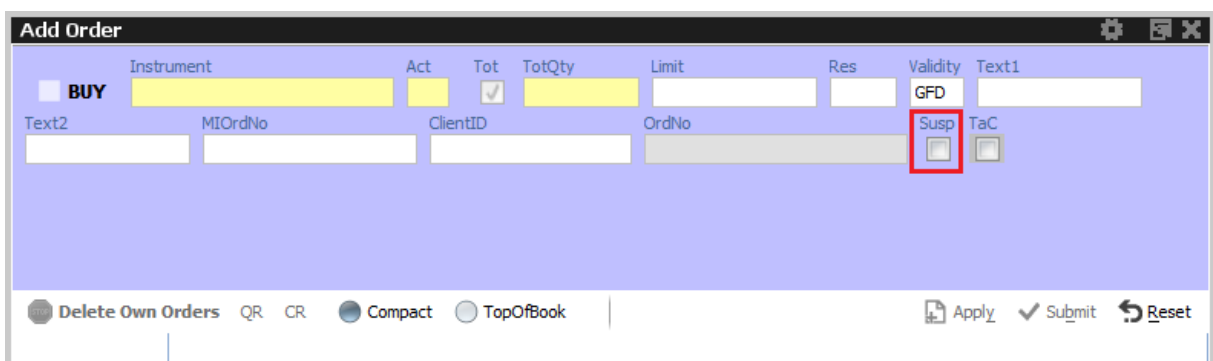 Add Order
Instrument Act Tot TotQty Limit Res Validity Text1
BUY GFD
Text2 MIOrdNo ClientID OrdNo Susp TaC
Delete Own Orders QR CR Compact TopOfBook Apply Submit Reset